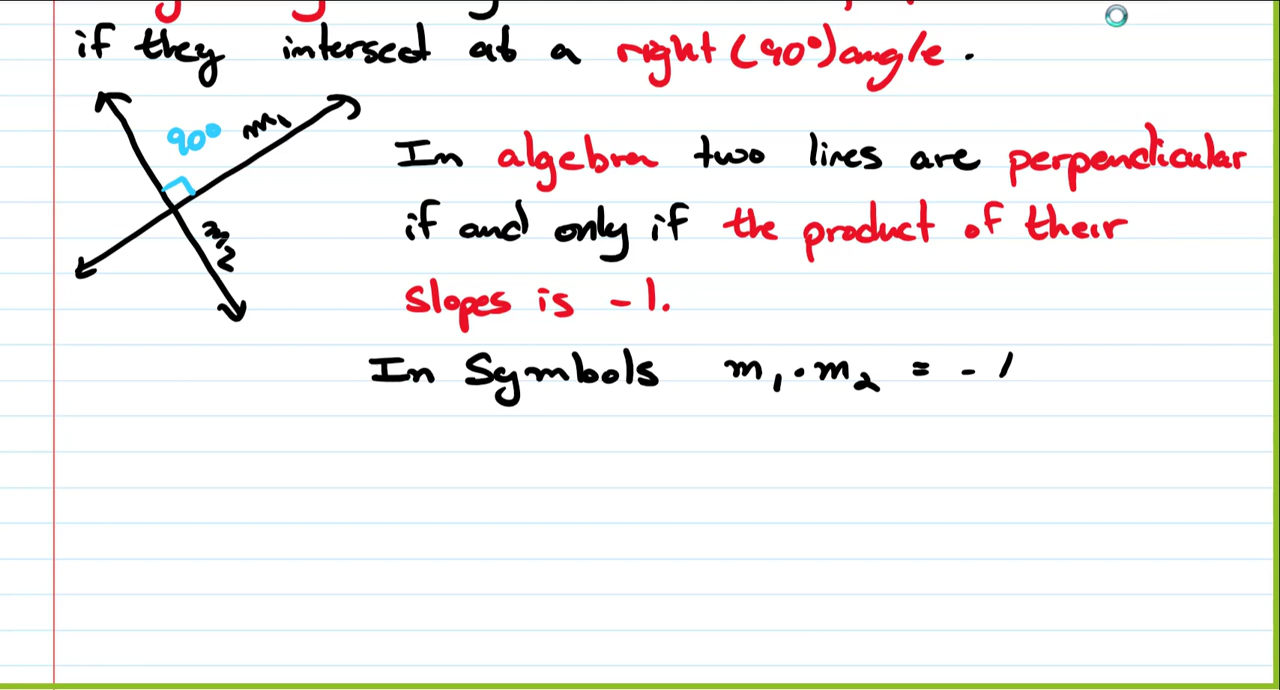 if they intersect at a right (90°) angle.
90° m1
m2
In algebra two lines are perpendicular
if and only if the product of their
slopes is -1.
In Symbols m₁·m₂ = -1